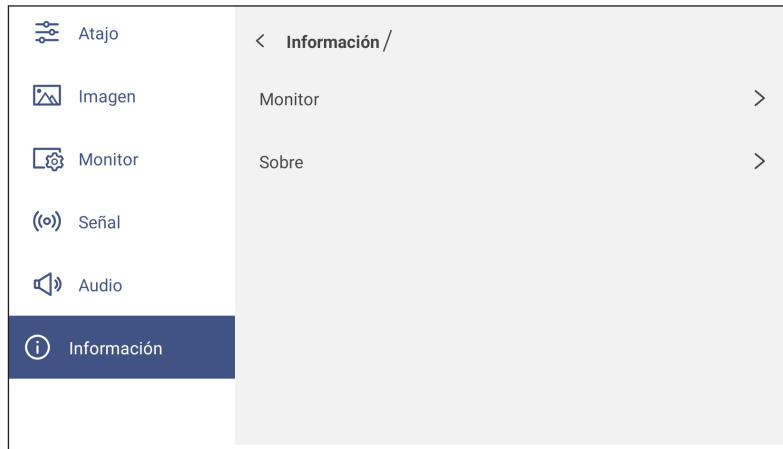 Atajo
Imagen
Monitor
Señal
Audio
Información
< Información/
Monitor >
Sobre >